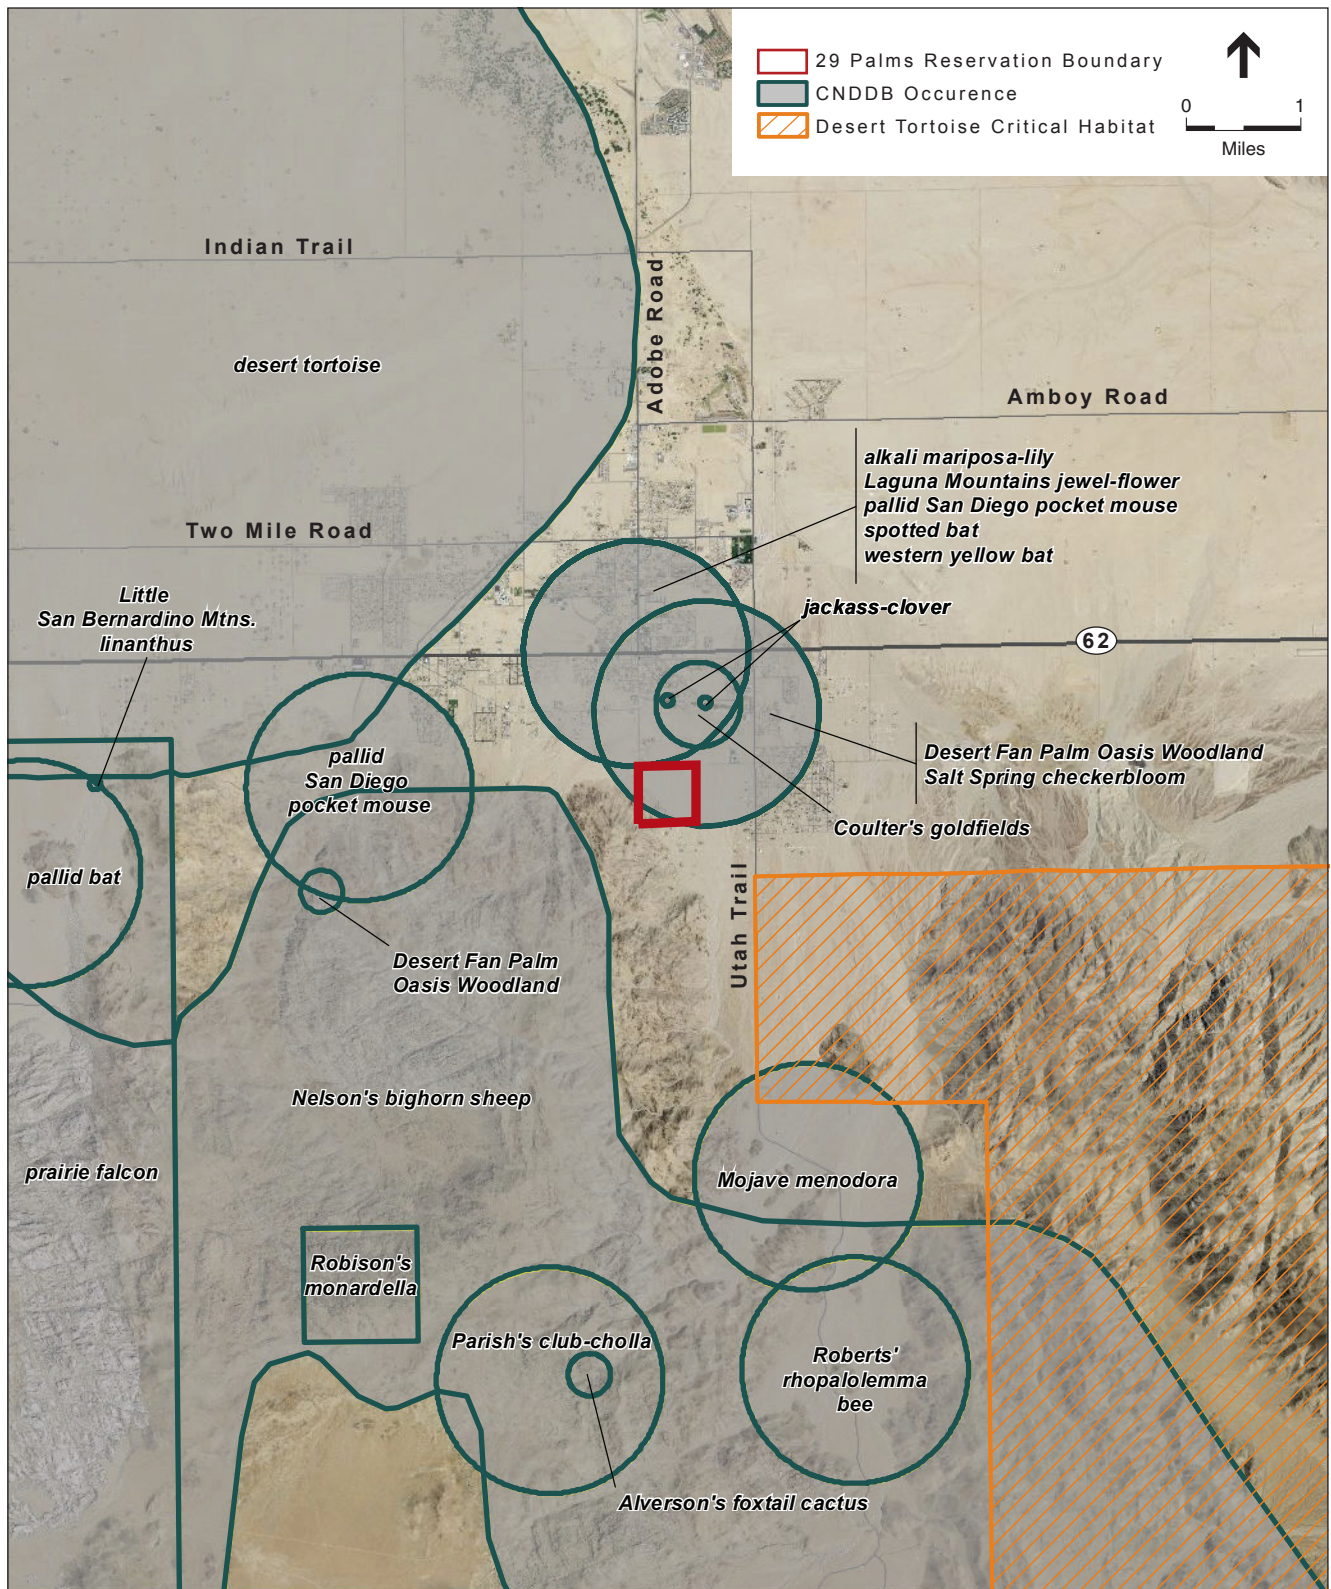 29 Palms Reservation Boundary
CNDDB Occurence
Desert Tortoise Critical Habitat
0 1
Miles
Indian Trail
Adobe Road
desert tortoise
Amboy Road
alkali mariposa-lily
Laguna Mountains jewel-flower
pallid San Diego pocket mouse
spotted bat
western yellow bat
Two Mile Road
Little
San Bernardino Mtns.
linanthus
jackass-clover
62
pallid
San Diego
pocket mouse
Desert Fan Palm Oasis Woodland
Salt Spring checkerbloom
Coulter's goldfields
pallid bat
Utah Trail
Desert Fan Palm
Oasis Woodland
Nelson's bighorn sheep
prairie falcon
Mojave menodora
Robison's
monardella
Parish's club-cholla
Roberts'
rhopalolemma
bee
Alverson's foxtail cactus